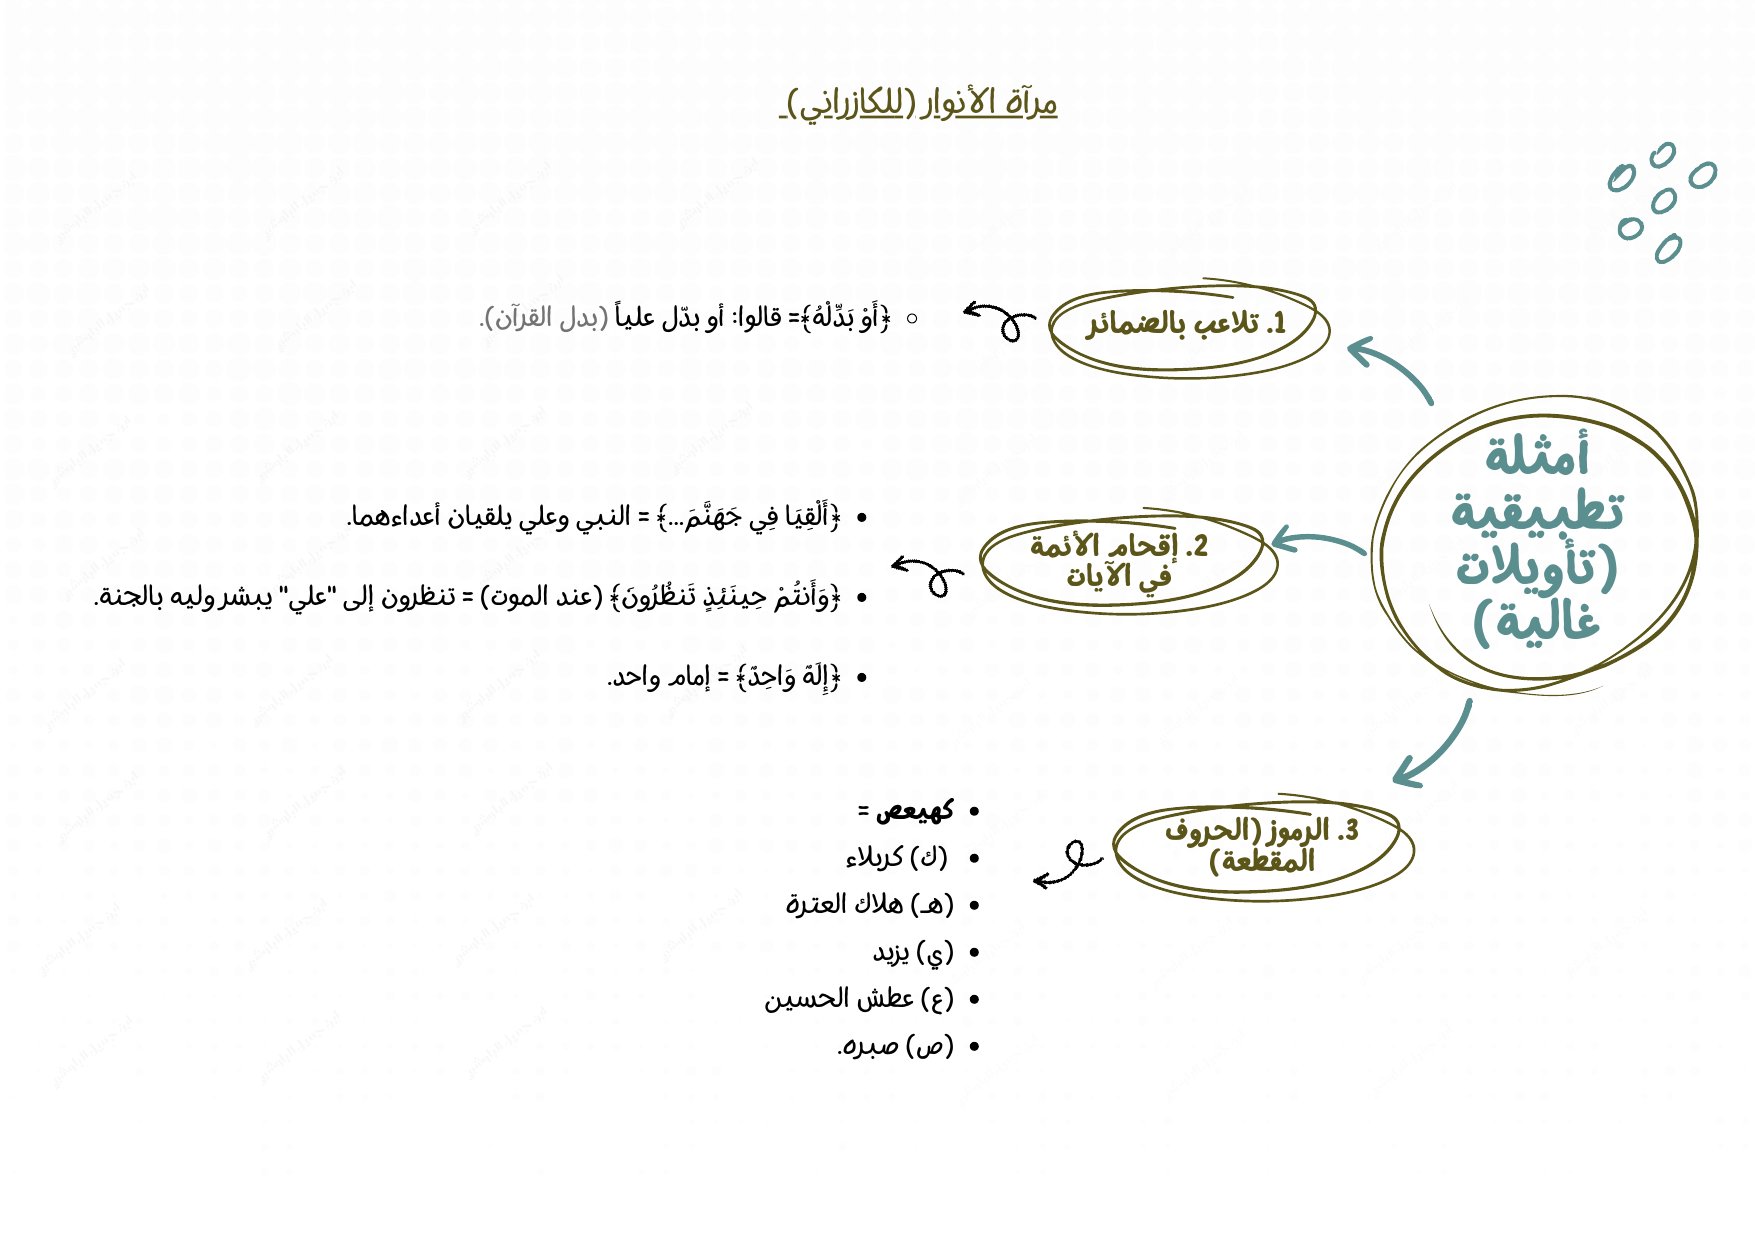 مرآة الأنوار (للكازراني)
أمثلة
تطبيقية
(تأويلات
غالية)
1. تلاعب بالضمائر
﴿أَوْ بَدِّلْهُ﴾= قالوا: أو بدّل علياً (بدل القرآن).
2. إقحام الأئمة
في الآيات
﴿أَلْقِيَا فِي جَهَنَّمَ...﴾ = النبي وعلي يلقيان أعداءهما.
﴿وَأَنتُمْ حِينَئِذٍ تَنظُرُونَ﴾ (عند الموت) = تنظرون إلى "علي" يبشر وليه بالجنة.
﴿إِلَهٌ وَاحِدٌ﴾ = إمام واحد.
3. الرموز (الحروف
المقطعة)
كهيعص =
(ك) كربلاء
(هـ) هلاك العترة
(ي) يزيد
(ع) عطش الحسين
(ص) صبره.